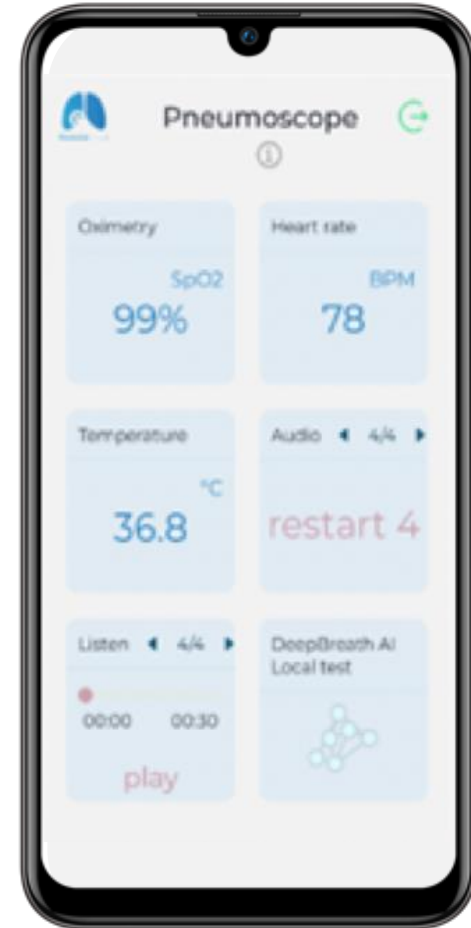 Pneumoscope
Oximetry
SpO2
99%
Heart rate
BPM
78
Temperature
°C
36.8
Audio 4/4
restart 4
Listen 4/4
00:00 00:30
play
DeepBreath AI
Local test